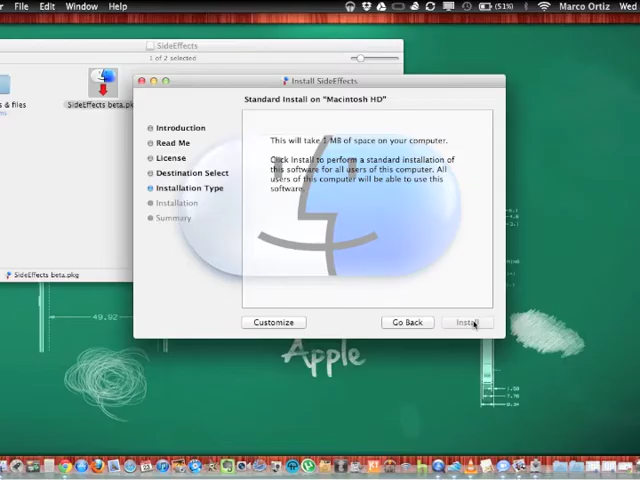 File Edit Window Help
(51%) Marco Ortiz Wed
SideEffects
1 of 2 selected
Install SideEffects
Standard Install on "Macintosh HD"
s & files
SideEffects beta.pk
Introduction
Read Me
License
Destination Select
Installation Type
Installation
Summary
This will take 1 MB of space on your computer.
Click Install to perform a standard installation of
this software for all users of this computer. All
users of this computer will be able to use this
software.
SideEffects beta.pkg
Customize
Go Back
Install
49.92
Apple